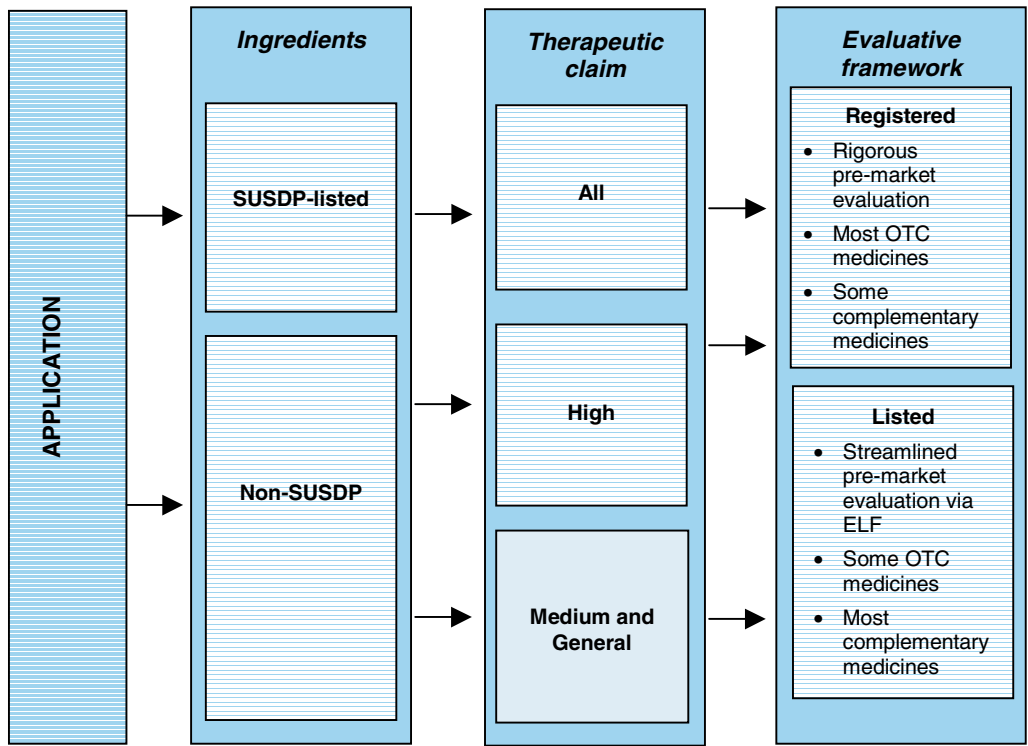 APPLICATION
Ingredients
SUSDP-listed
Non-SUSDP
Therapeutic
claim
All
High
Medium and
General
Evaluative
framework
Registered
• Rigorous
pre-market
evaluation
• Most OTC
medicines
• Some
complementary
medicines
Listed
• Streamlined
pre-market
evaluation via
ELF
• Some OTC
medicines
• Most
complementary
medicines